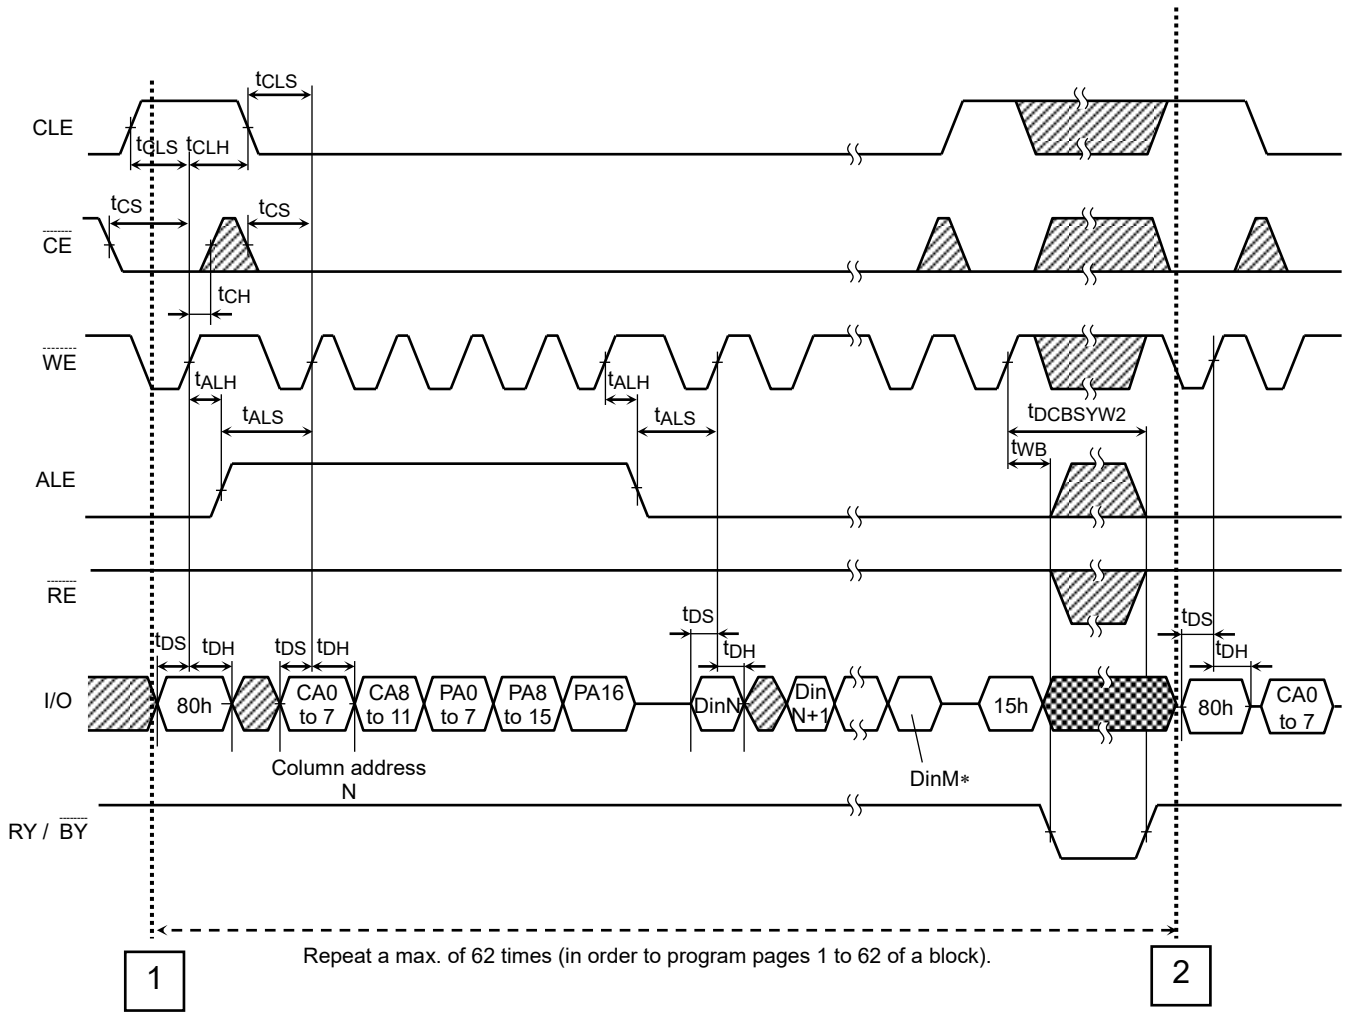 tCLS
CLE
tCLS tCLH
tCS tCS
CE
tCH
WE
tALH tALH
tALS tALS tDCBSYW2
tWB
ALE
RE
tDS tDH tDS tDH tDS tDH tDS tDH
I/O
80h
CA0 to 7
CA8 to 11
PA0 to 7
PA8 to 15
PA16
DinN
Din N+1
15h
80h
CA0 to 7
Column address
N
DinM*
RY / BY
Repeat a max. of 62 times (in order to program pages 1 to 62 of a block).
1
2